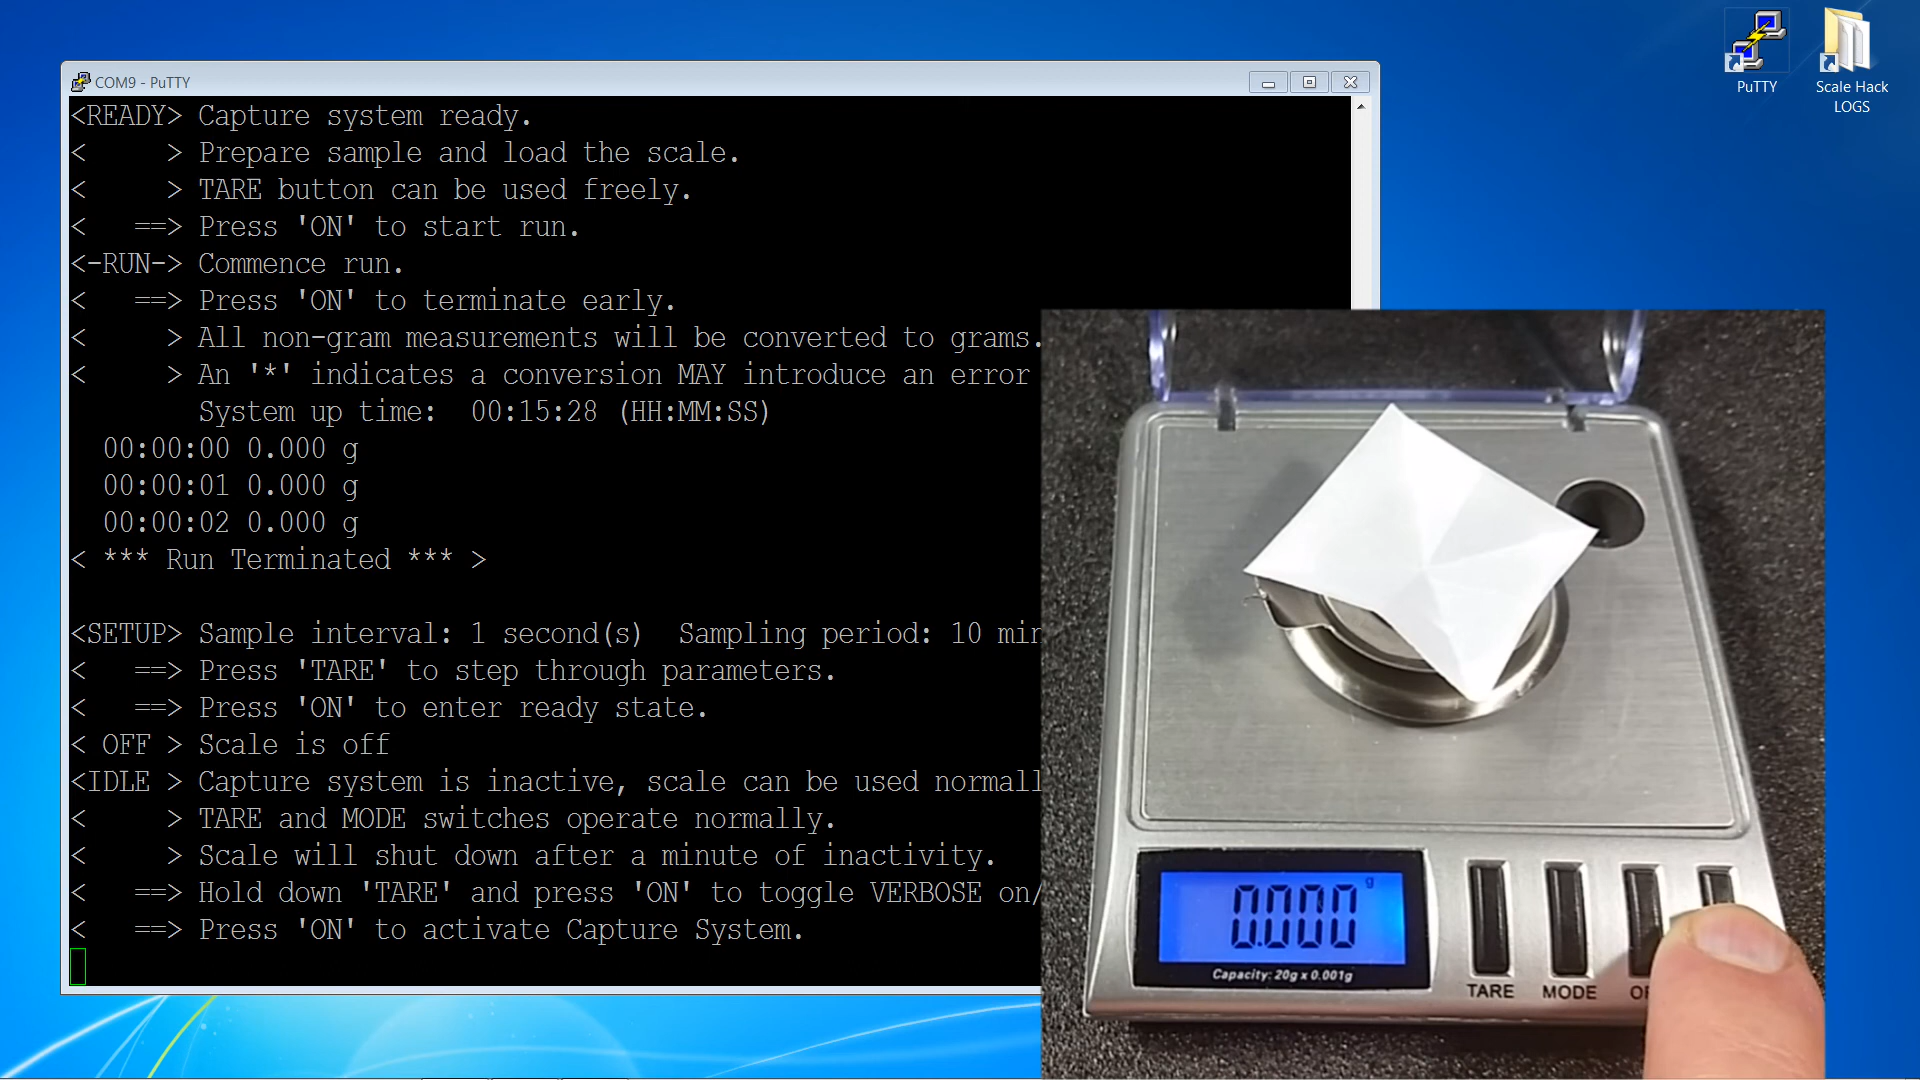 COM9 - PuTTY
<READY> Capture system ready.
<     > Prepare sample and load the scale.
<     > TARE button can be used freely.
<   ==> Press 'ON' to start run.
<-RUN-> Commence run.
<   ==> Press 'ON' to terminate early.
<     > All non-gram measurements will be converted to grams.
<     > An '*' indicates a conversion MAY introduce an error
System up time:  00:15:28 (HH:MM:SS)
00:00:00 0.000 g
00:00:01 0.000 g
00:00:02 0.000 g
< *** Run Terminated *** >
<SETUP> Sample interval: 1 second(s)  Sampling period: 10 min
<   ==> Press 'TARE' to step through parameters.
<   ==> Press 'ON' to enter ready state.
< OFF > Scale is off
<IDLE > Capture system is inactive, scale can be used normall
<     > TARE and MODE switches operate normally.
<     > Scale will shut down after a minute of inactivity.
<   ==> Hold down 'TARE' and press 'ON' to toggle VERBOSE on/
<   ==> Press 'ON' to activate Capture System.
PuTTY
Scale Hack
LOGS
0.000 g
Capacity: 20g x 0.001g
TARE MODE